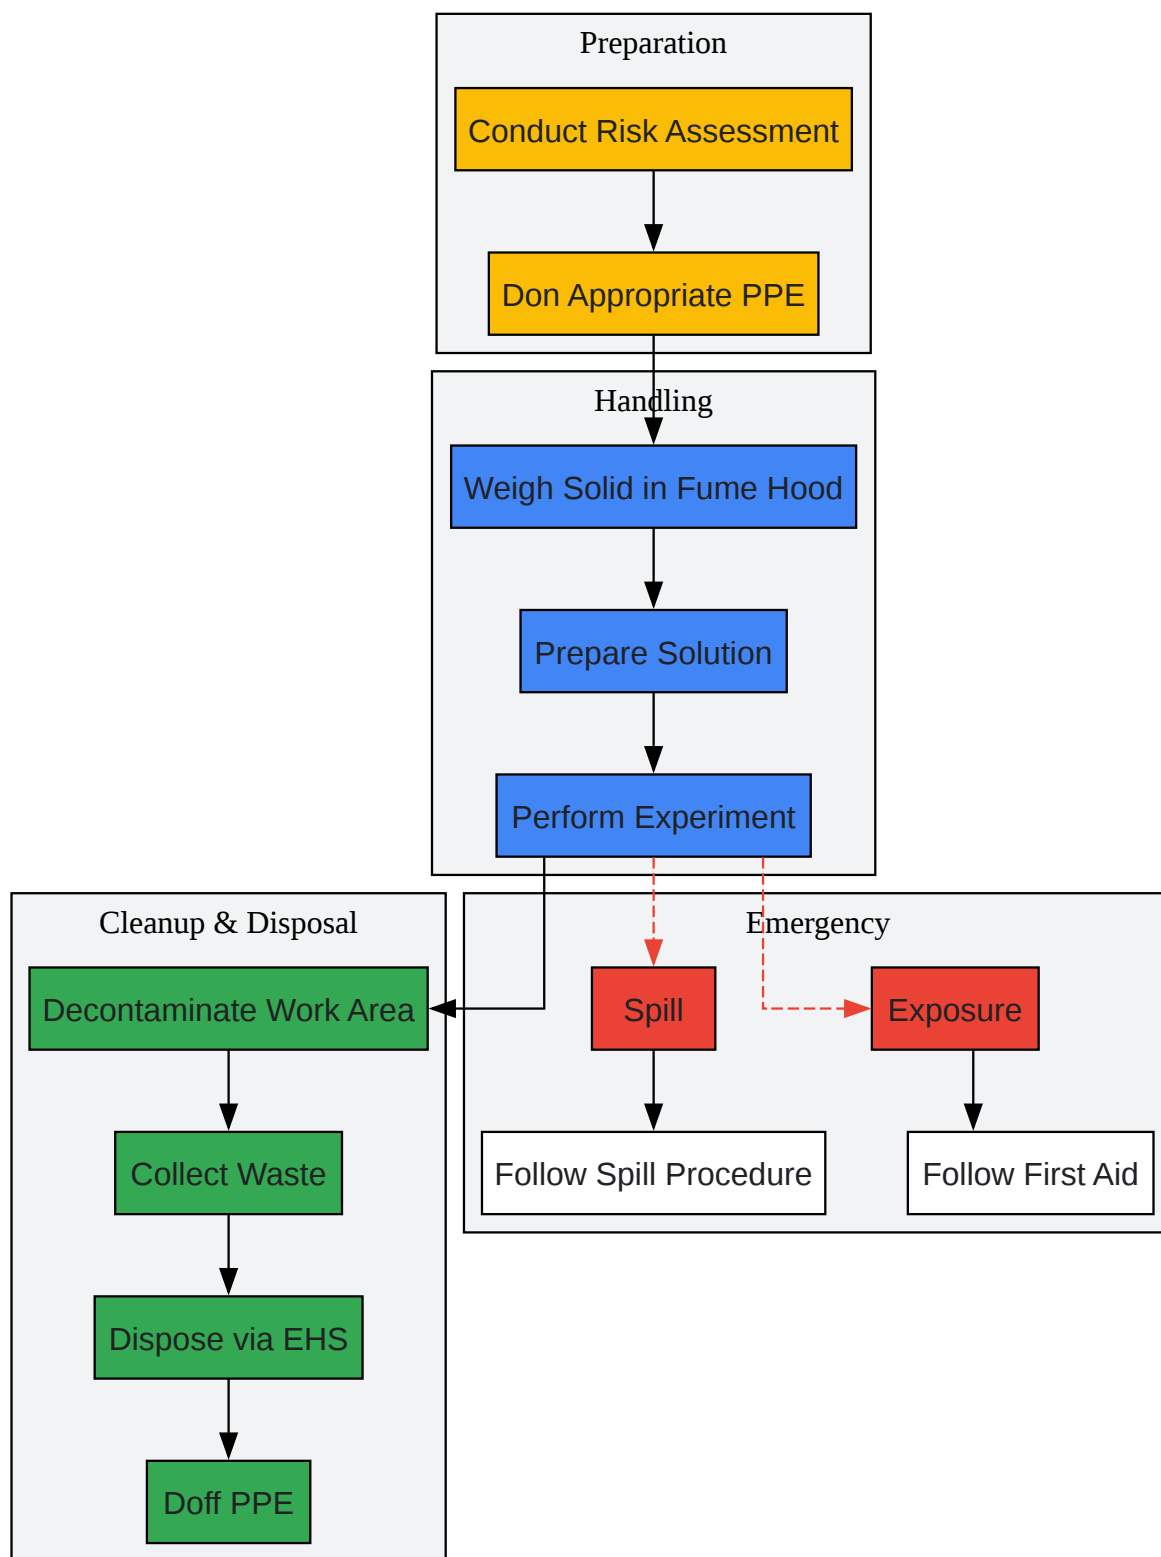 Preparation
Conduct Risk Assessment
Don Appropriate PPE
Handling
Weigh Solid in Fume Hood
Prepare Solution
Perform Experiment
Cleanup & Disposal
Decontaminate Work Area
Collect Waste
Dispose via EHS
Doff PPE
Emergency
Spill
Exposure
Follow Spill Procedure
Follow First Aid